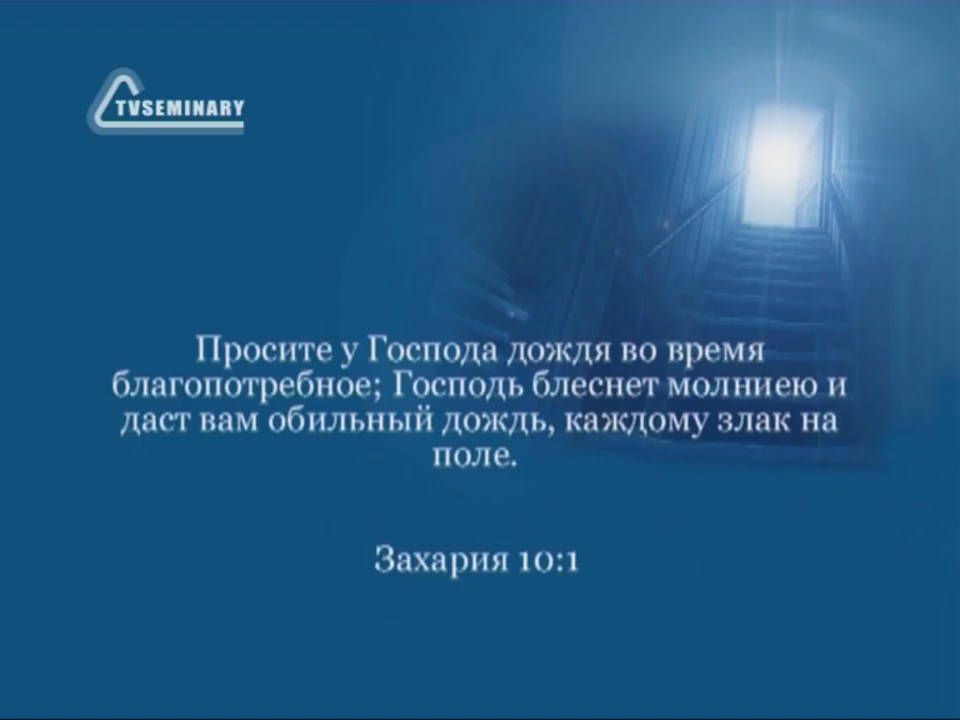 TVSEMINARY
Просите у Господа дождя во время
благопотребное; Господь блеснет молниею и
даст вам обильный дождь, каждому злак на
поле.
Захария 10:1